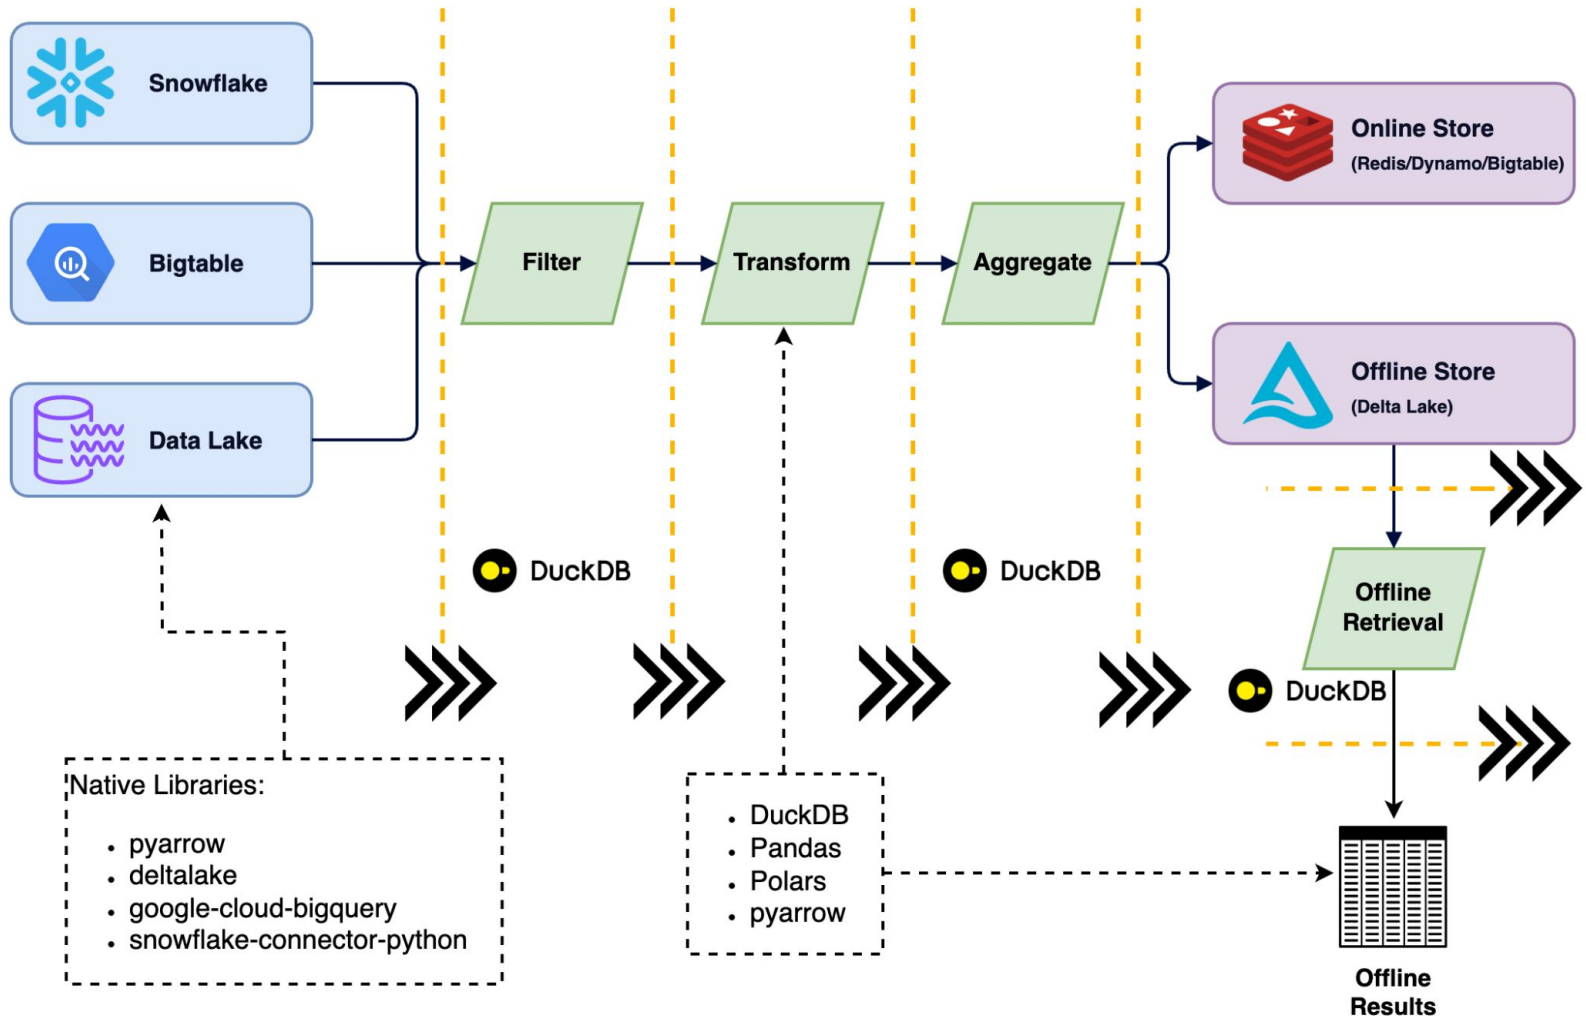 Snowflake
Bigtable
Data Lake
Filter
Transform
Aggregate
Online Store
(Redis/Dynamo/Bigtable)
Offline Store
(Delta Lake)
DuckDB
DuckDB
Offline
Retrieval
DuckDB
Native Libraries:
• pyarrow
• deltalake
• google-cloud-bigquery
• snowflake-connector-python
• DuckDB
• Pandas
• Polars
• pyarrow
Offline
Results